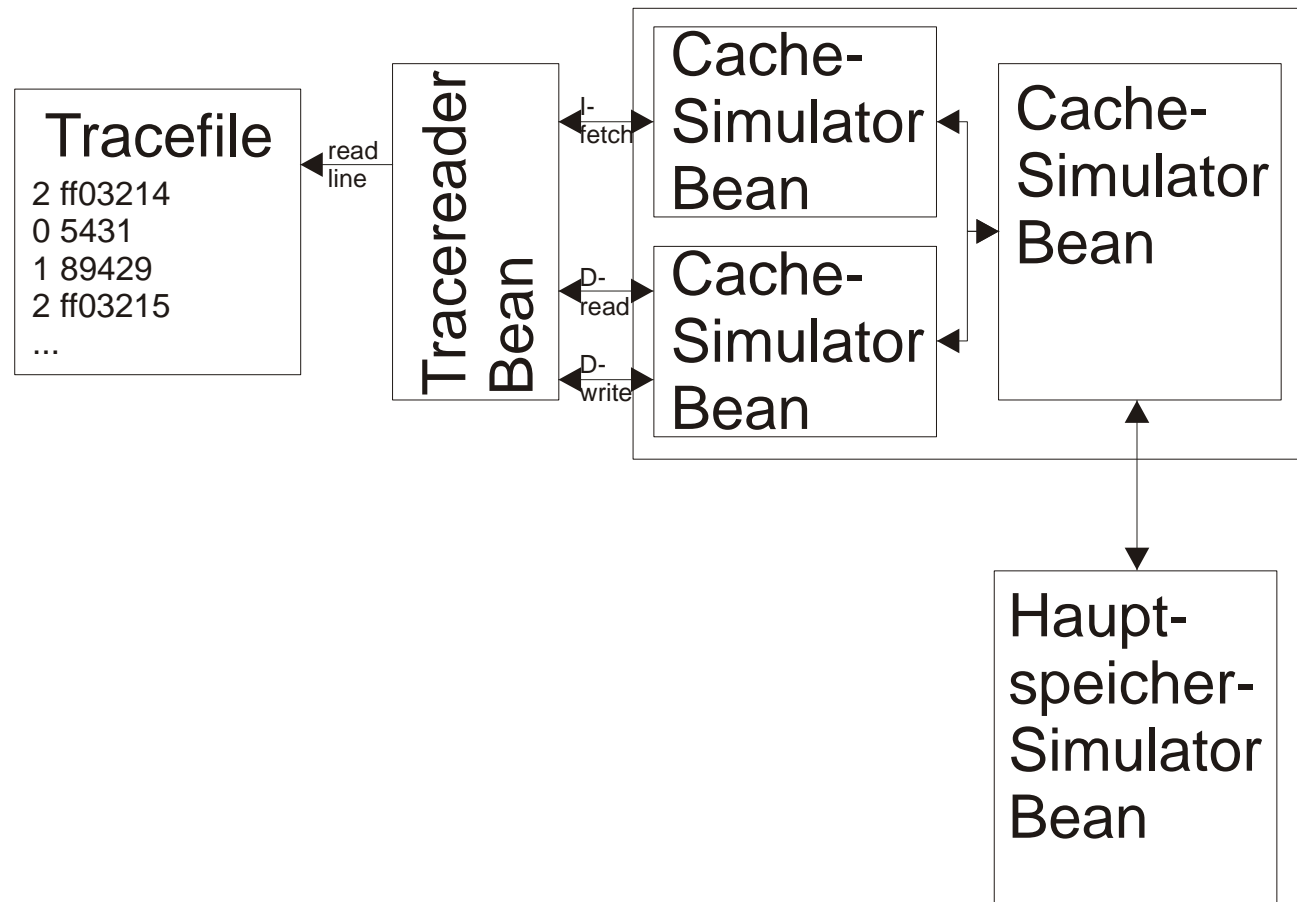 Tracefile
2 ff03214
0 5431
1 89429
2 ff03215
...
read
line
Tracereader
Bean
I-
fetch
D-
read
D-
write
Cache-
Simulator
Bean
Cache-
Simulator
Bean
Cache-
Simulator
Bean
Haupt-
speicher-
Simulator
Bean